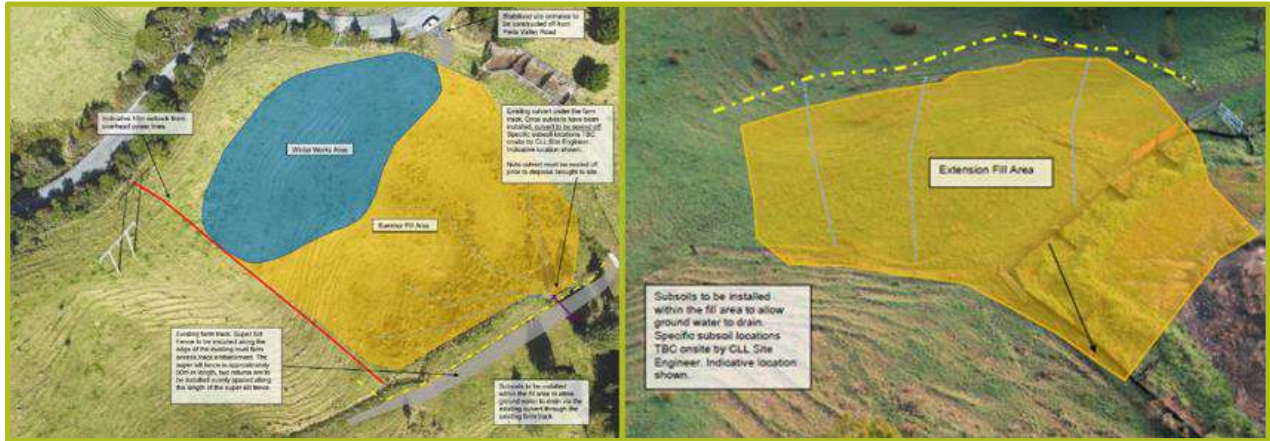 Stabilised site entrance to
be constructed off from
Valley Road
Indicative 10m setback from
overhead power lines.
Winter Works Area
Existing culvert under the farm
track. Once subsoils have been
installed, culvert to be sealed off.
Specific subsoil locations TBC
onsite by CLL Site Engineer.
Indicative location shown.
Note culvert must be sealed off
prior to disposal brought to site.
Summer Fill Area
Existing farm track. Super Silt
Fence to be installed along the
edge of the existing level farm
access track embankment. The
super silt fence is approximately
in length, two returns are to
be installed evenly spaced along
the length of the super silt fence.
Subsoils to be installed
within the fill area to allow
ground water to drain via the
existing culvert through the
existing farm track.
Extension Fill Area
Subsoils to be installed
within the fill area to allow
ground water to drain.
Specific subsoil locations
TBC onsite by CLL Site
Engineer. Indicative location
shown.